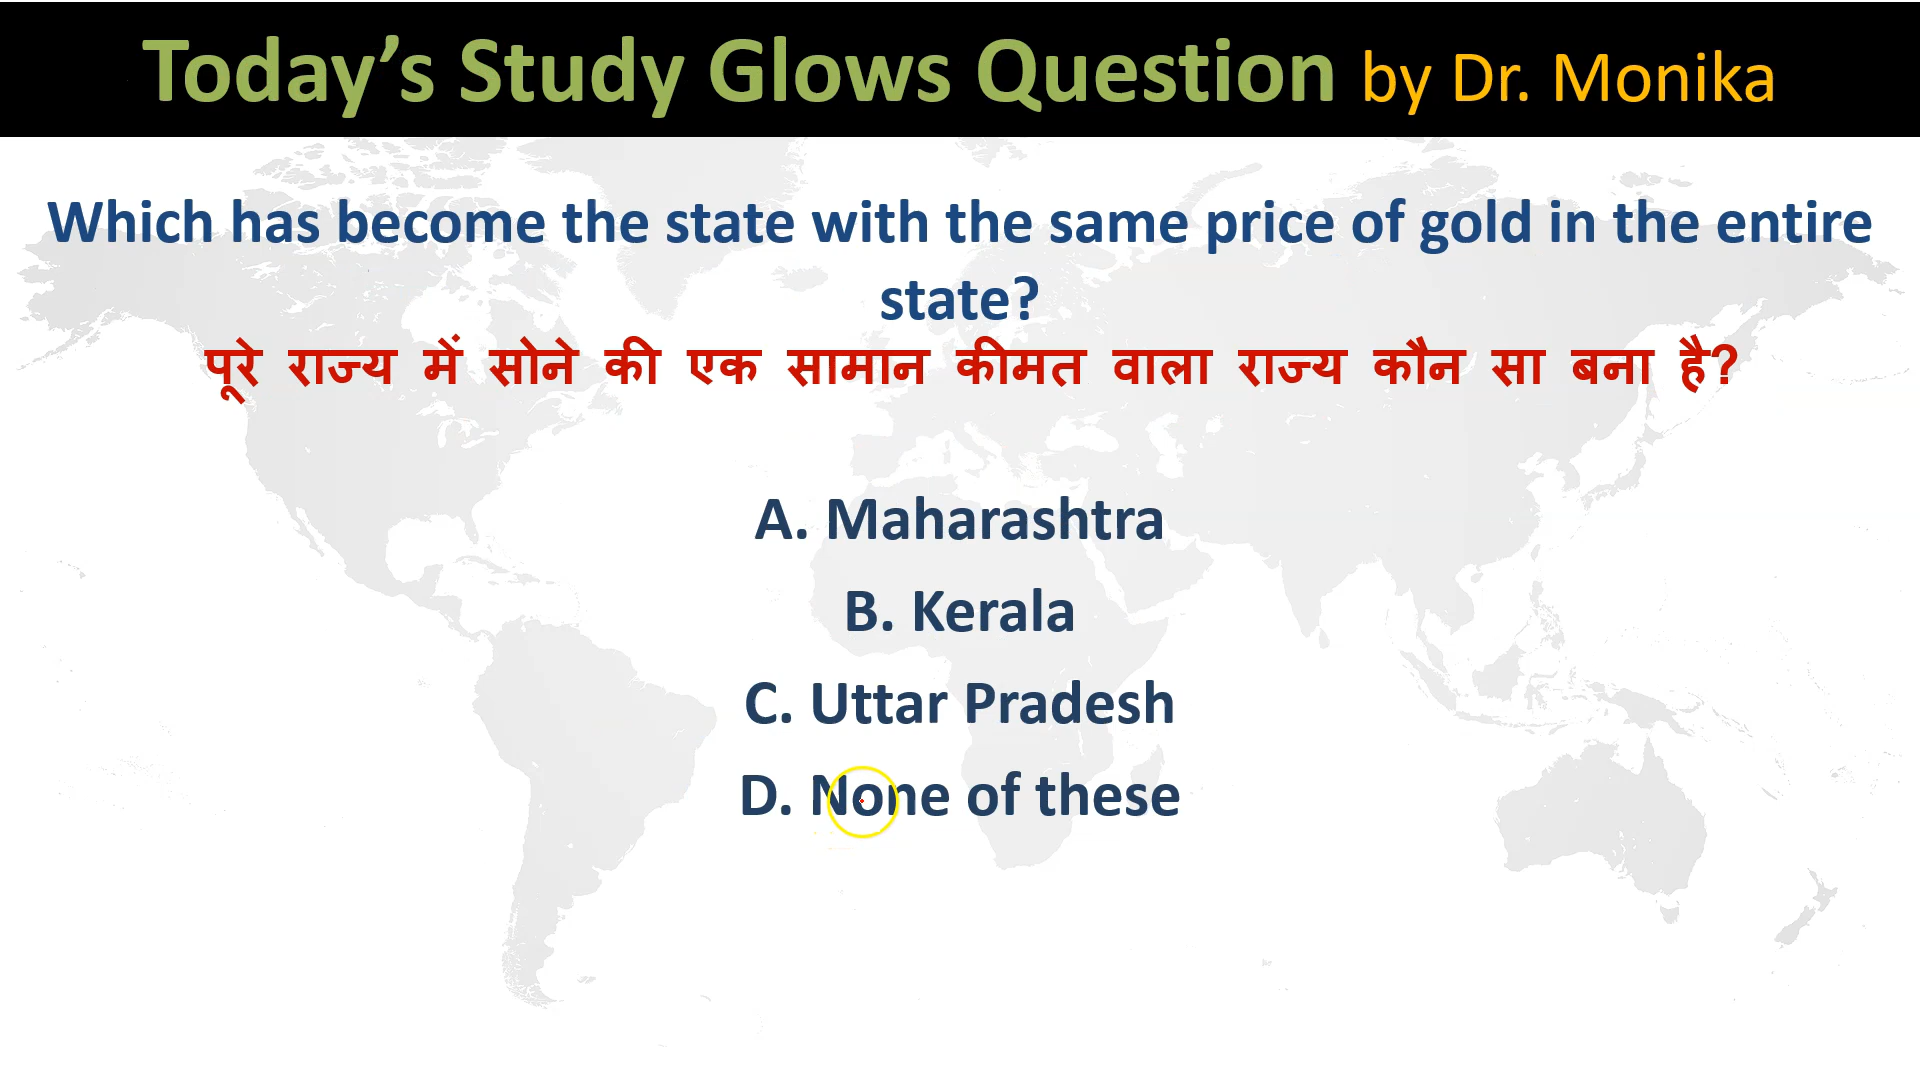 Today’s Study Glows Question by Dr. Monika
Which has become the state with the same price of gold in the entire
state?
पूरे राज्य में सोने की एक सामान कीमत वाला राज्य कौन सा बना है?
A. Maharashtra
B. Kerala
C. Uttar Pradesh
D. None of these